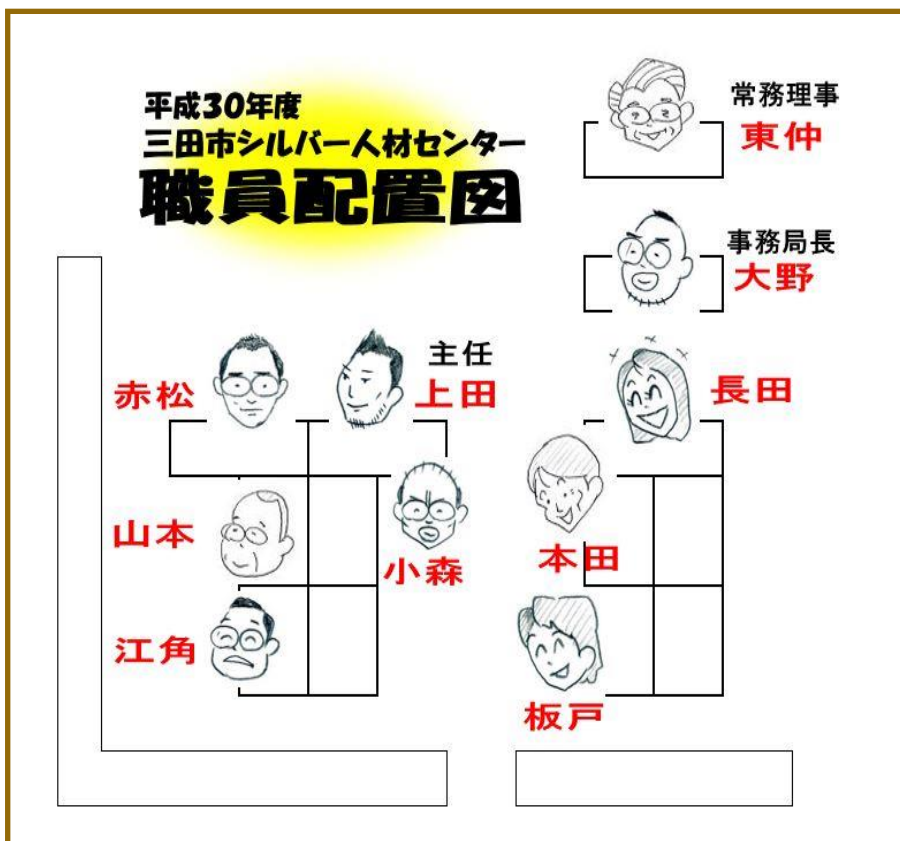 平成30年度
三田市シルバー人材センター
職員配置図
常務理事
東仲
事務局長
大野
主任
赤松
上田
長田
山本
小森
本田
江角
板戸